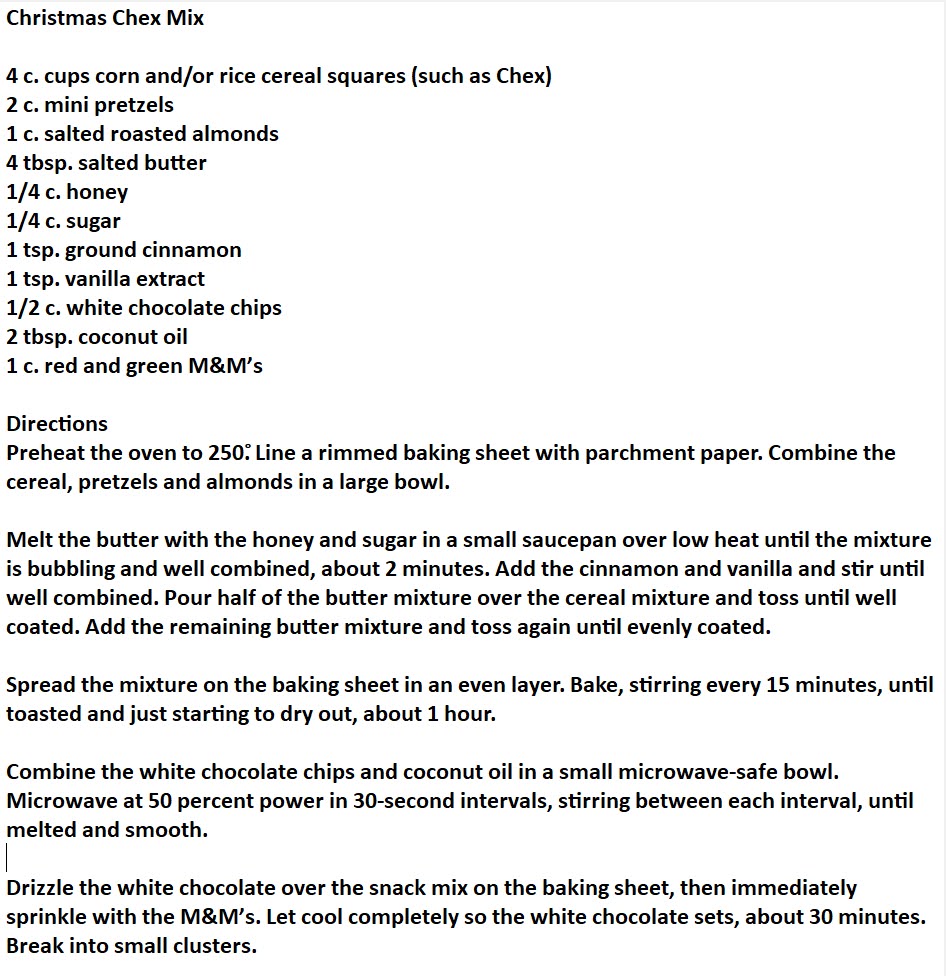 Christmas Chex Mix
4 c. cups corn and/or rice cereal squares (such as Chex)
2 c. mini pretzels
1 c. salted roasted almonds
4 tbsp. salted butter
1/4 c. honey
1/4 c. sugar
1 tsp. ground cinnamon
1 tsp. vanilla extract
1/2 c. white chocolate chips
2 tbsp. coconut oil
1 c. red and green M&M’s
Directions
Preheat the oven to 250°. Line a rimmed baking sheet with parchment paper. Combine the
cereal, pretzels and almonds in a large bowl.
Melt the butter with the honey and sugar in a small saucepan over low heat until the mixture
is bubbling and well combined, about 2 minutes. Add the cinnamon and vanilla and stir until
well combined. Pour half of the butter mixture over the cereal mixture and toss until well
coated. Add the remaining butter mixture and toss again until evenly coated.
Spread the mixture on the baking sheet in an even layer. Bake, stirring every 15 minutes, until
toasted and just starting to dry out, about 1 hour.
Combine the white chocolate chips and coconut oil in a small microwave-safe bowl.
Microwave at 50 percent power in 30-second intervals, stirring between each interval, until
melted and smooth.
Drizzle the white chocolate over the snack mix on the baking sheet, then immediately
sprinkle with the M&M’s. Let cool completely so the white chocolate sets, about 30 minutes.
Break into small clusters.